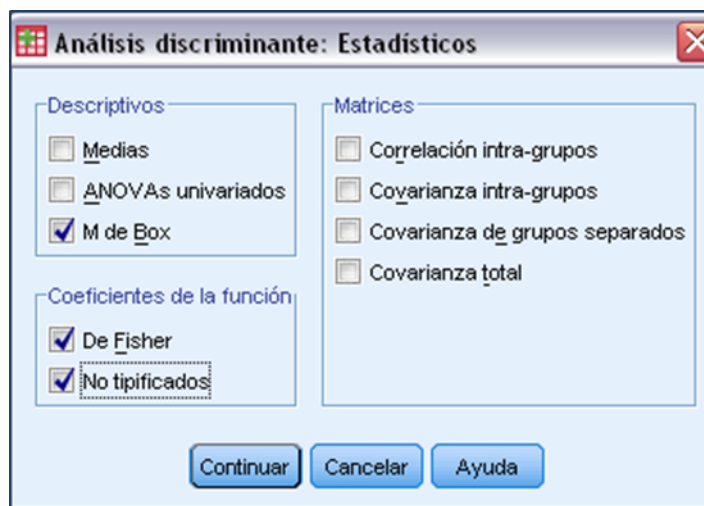 Análisis discriminante: Estadísticos
Descriptivos
Medias
ANOVAs univariados
M de Box
Coeficientes de la función
De Fisher
No tipificados
Matrices
Correlación intra-grupos
Covarianza intra-grupos
Covarianza de grupos separados
Covarianza total
Continuar
Cancelar
Ayuda